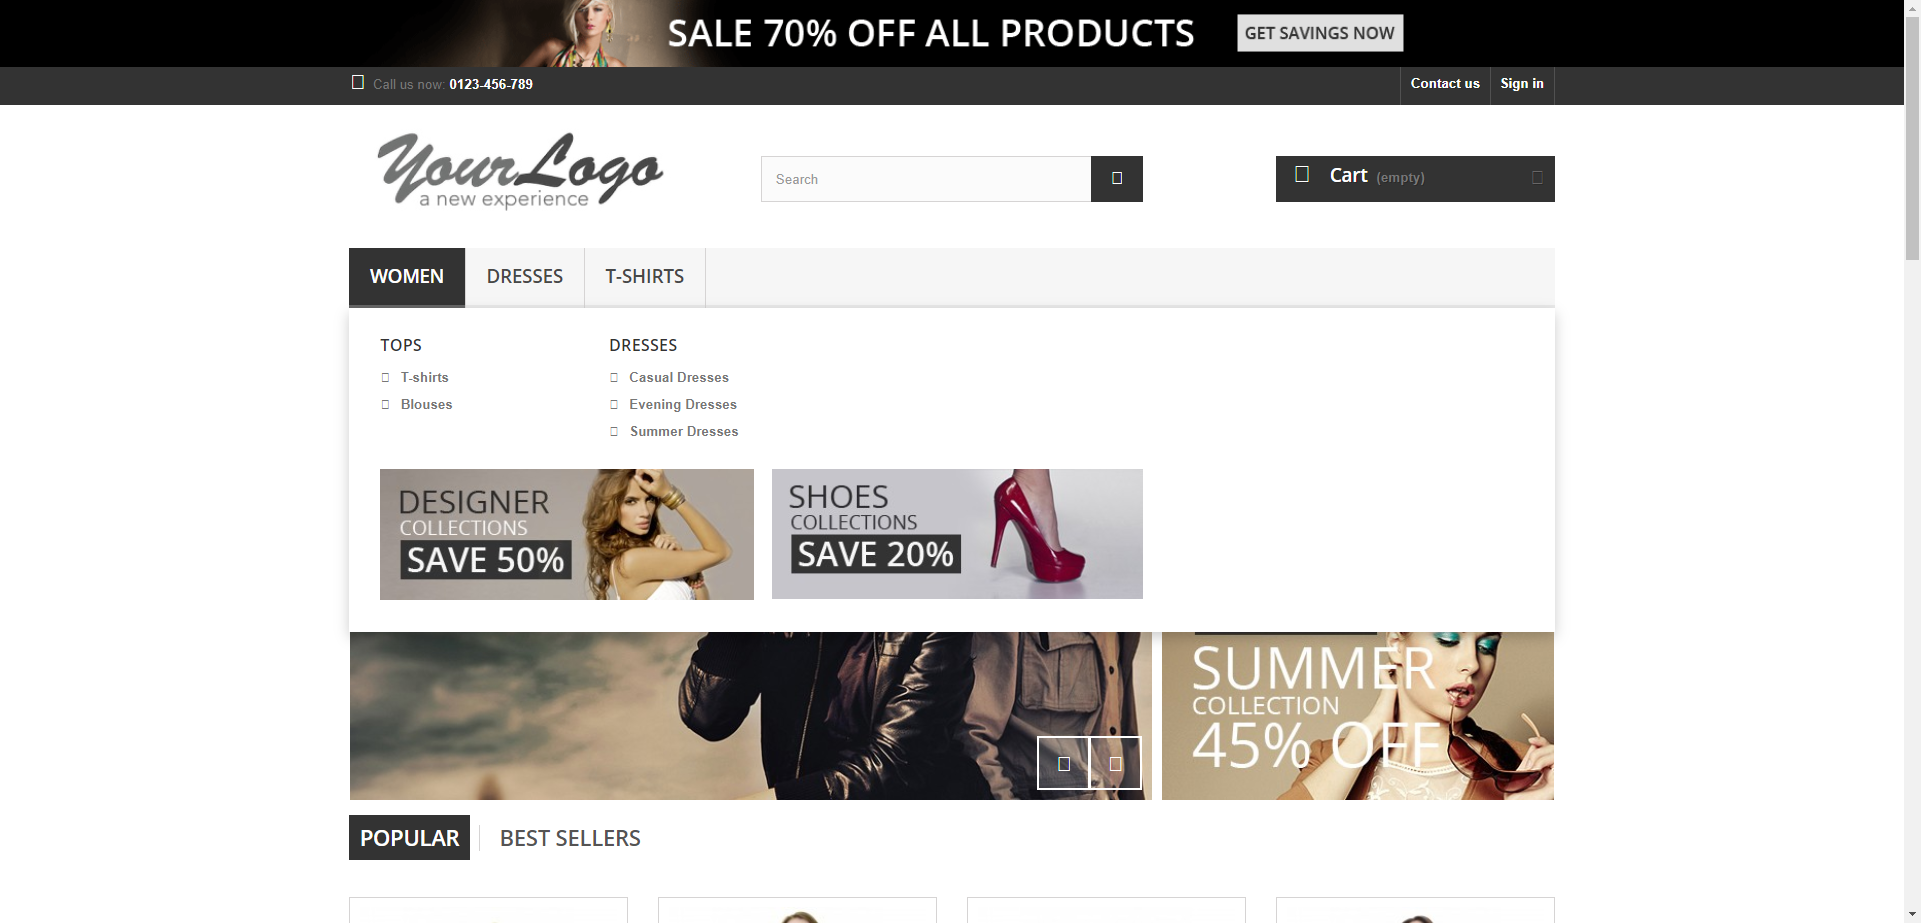 SALE 70% OFF ALL PRODUCTS
GET SAVINGS NOW
Call us now: 0123-456-789
Contact us
Sign in
YourLogo
a new experience
Search
Cart (empty)
WOMEN
DRESSES
T-SHIRTS
TOPS
T-shirts
Blouses
DRESSES
Casual Dresses
Evening Dresses
Summer Dresses
DESIGNER
COLLECTIONS
SAVE 50%
SHOES
COLLECTIONS
SAVE 20%
SUMMER
COLLECTION
45% OFF
POPULAR
BEST SELLERS